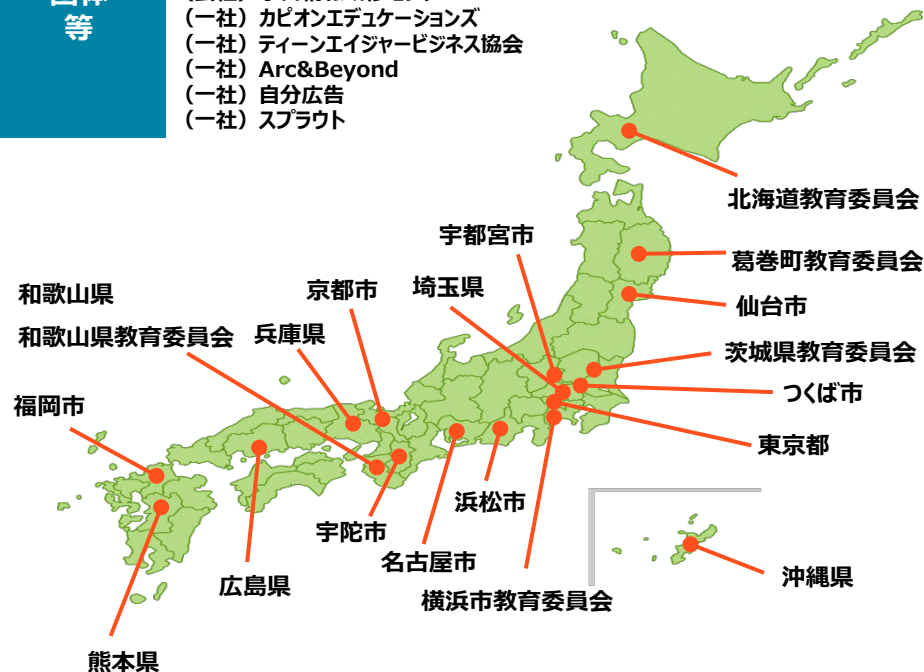 等
（一社）カピオンエデュケーションズ
（一社）ティーンエイジャービジネス協会
（一社）Arc&Beyond
（一社）自分広告
（一社）スプラウト
北海道教育委員会
宇都宮市
葛巻町教育委員会
京都市
埼玉県
和歌山県
仙台市
和歌山県教育委員会
兵庫県
茨城県教育委員会
つくば市
福岡市
東京都
浜松市
宇陀市
名古屋市
沖縄県
広島県
横浜市教育委員会
熊本県